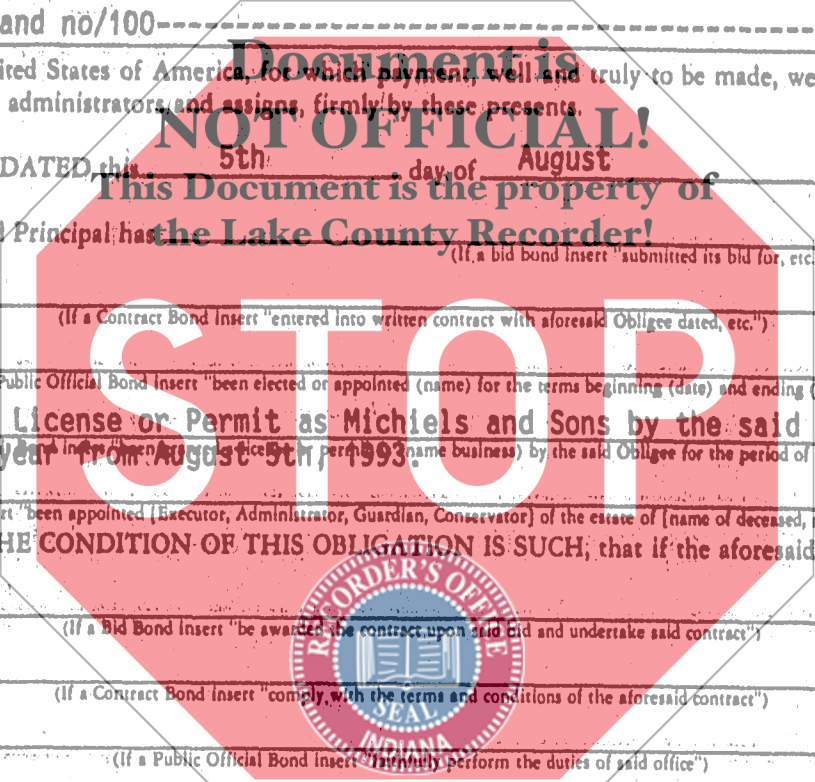 and no/100-----------------------------------------
Document is
ited States of America, for which payment, well and truly to be made, we
administrators and assigns, firmly by these presents.
NOT OFFICIAL!
DATED this 5th day of August
This Document is the property of
Principal has
the Lake County Recorder!
(If a bid bond insert "submitted its bid for, etc.
(If a Contract Bond insert "entered into written contract with aforesaid Obligee dated, etc.")
Public Official Bond insert "been elected or appointed (name) for the terms beginning (date) and ending (
STOP
License or Permit as Michiels and Sons by the said
year from August 5th, 1993.
name business) by the said Obligee for the period of
rt "been appointed [Executor, Administrator, Guardian, Conservator] of the estate of [name of deceased,
HE CONDITION OF THIS OBLIGATION IS SUCH, that if the aforesaid
RECORDER'S OFFICE
(If a Bid Bond insert "be awarded the contract upon said bid and undertake said contract")
(If a Contract Bond insert "comply with the terms and conditions of the aforesaid contract")
SEAL
INDIANA
(If a Public Official Bond insert "faithfully perform the duties of said office")